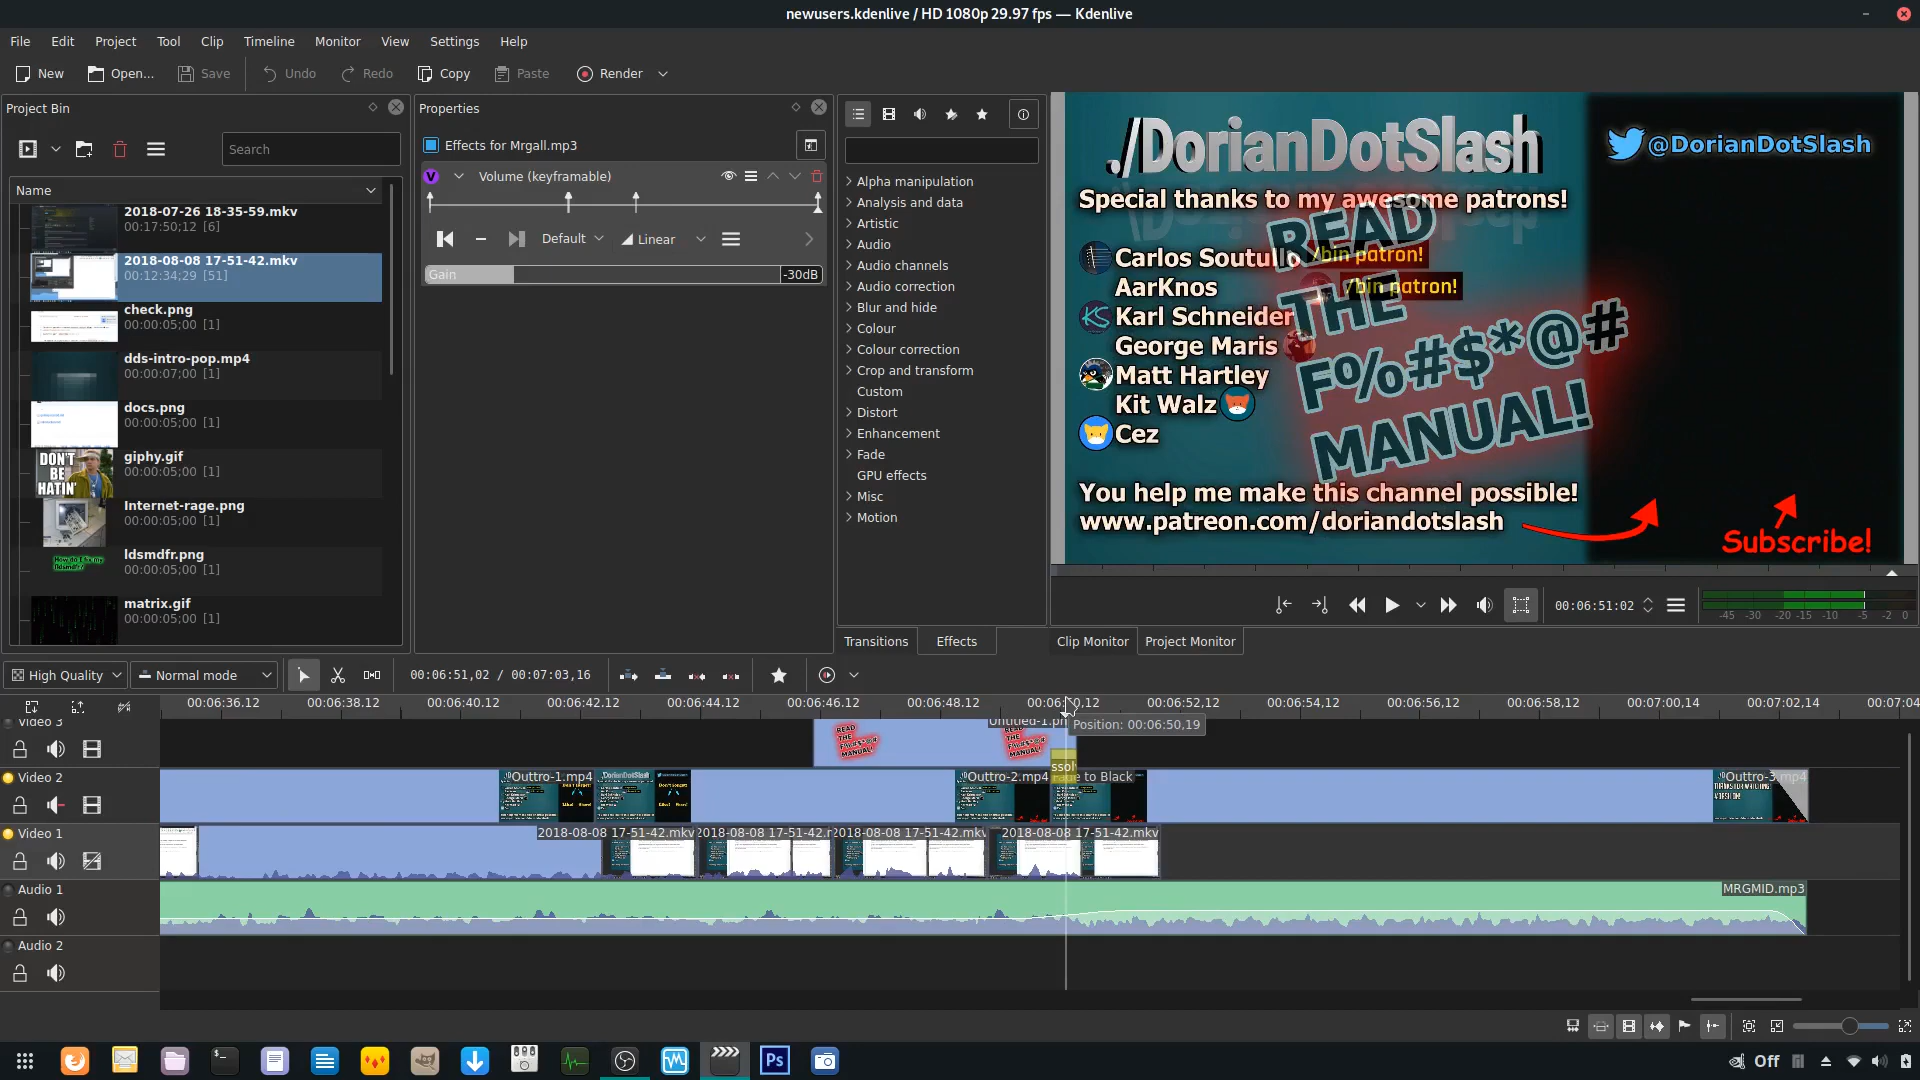 newusers.kdenlive / HD 1080p 29.97 fps — Kdenlive
File Edit Project Tool Clip Timeline Monitor View Settings Help
New Open... Save Undo Redo Copy Paste Render
Project Bin
Search
Name
2018-07-26 18-35-59.mkv
00:17:50;12 [6]
2018-08-08 17-51-42.mkv
00:12:34;29 [51]
check.png
00:00:05;00 [1]
dds-intro-pop.mp4
00:00:07;00 [1]
docs.png
00:00:05;00 [1]
giphy.gif
00:00:05;00 [1]
DON'T
BE
HATIN'
Internet-rage.png
00:00:05;00 [1]
ldsmdfr.png
00:00:05;00 [1]
matrix.gif
00:00:05;00 [1]
Properties
Effects for Mrgall.mp3
V Volume (keyframable)
Default Linear
Gain -30dB
Alpha manipulation
Analysis and data
Artistic
Audio
Audio channels
Audio correction
Blur and hide
Colour
Colour correction
Crop and transform
Custom
Distort
Enhancement
Fade
GPU effects
Misc
Motion
Transitions Effects
./DorianDotSlash
@DorianDotSlash
Special thanks to my awesome patrons!
Carlos Soutullo /bin patron!
AarKnos /bin patron!
Karl Schneider
George Maris
Matt Hartley
Kit Walz
Cez
READ
THE
F%#$*@#
MANUAL!
You help me make this channel possible!
www.patreon.com/doriandotslash
Subscribe!
00:06:51:02
-45 -30 -20 -15 -10 -5 -2 0
Clip Monitor Project Monitor
High Quality Normal mode 00:06:51,02 / 00:07:03,16
00:06:36.12 00:06:38,12 00:06:40,12 00:06:42,12 00:06:44,12 00:06:46,12 00:06:48,12 00:06:50,12 00:06:52,12 00:06:54,12 00:06:56,12 00:06:58,12 00:07:00,14 00:07:02,14 00:07:04
Position: 00:06:50,19
Video 3
Untitled-1.pn
READ THE F%#$*@# MANUAL!
READ THE F%#$*@# MANUAL!
Video 2
Outtro-1.mp4 Outtro-2.mp4 Fade to Black Outtro-3.mp4
Video 1
2018-08-08 17-51-42.mkv 2018-08-08 17-51-42.m 2018-08-08 17-51-42.mkv 2018-08-08 17-51-42.mkv
Audio 1
MRGMID.mp3
Audio 2
Ps
Off